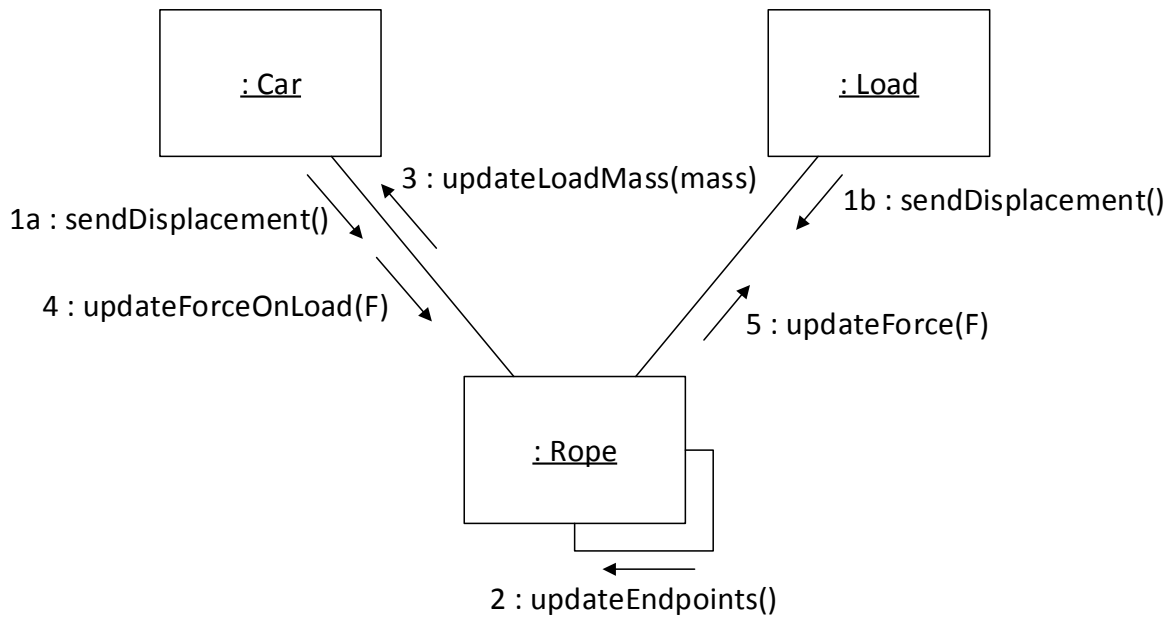 : Car
: Load
3 : updateLoadMass(mass)
1a : sendDisplacement()
1b : sendDisplacement()
4 : updateForceOnLoad(F)
5 : updateForce(F)
: Rope
2 : updateEndpoints()